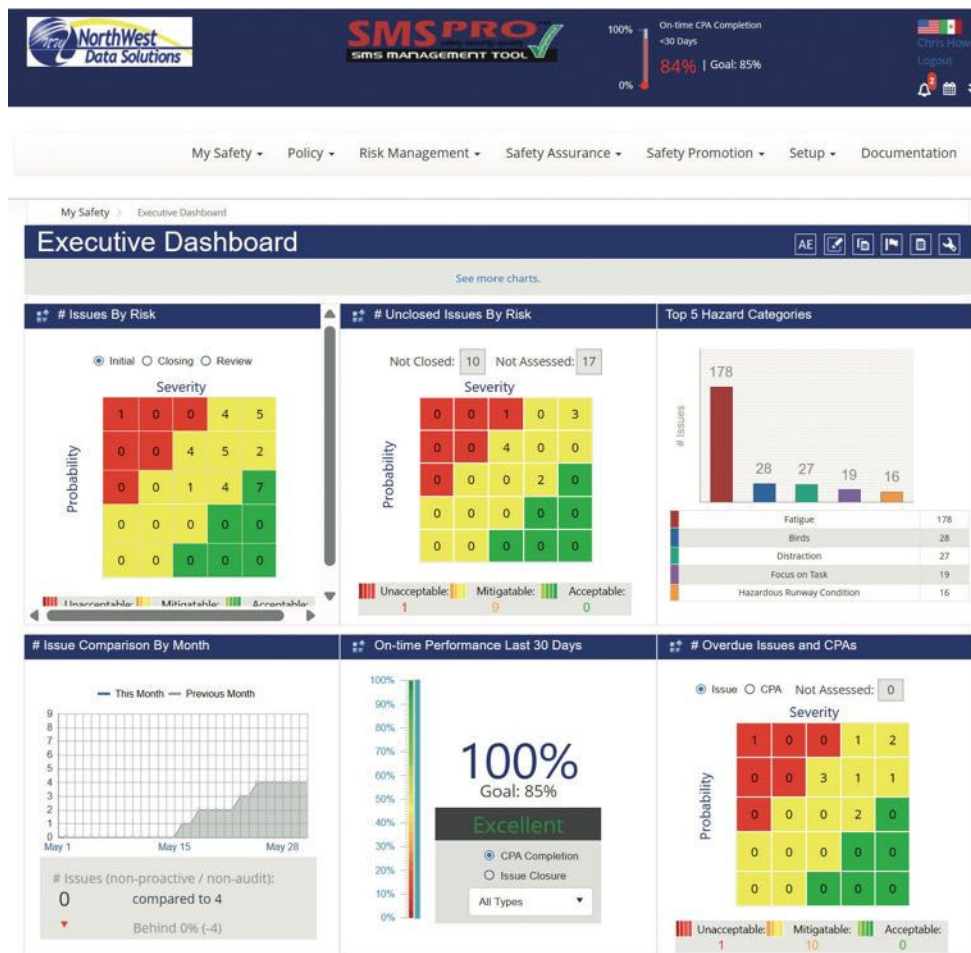 my NorthWest
Data Solutions
SMSPRO
SMS MANAGEMENT TOOL
100%
0%
On-time CPA Completion
<30 Days
84% | Goal: 85%
Chris How
Logout
2
My Safety Policy Risk Management Safety Assurance Safety Promotion Setup Documentation
My Safety Executive Dashboard
Executive Dashboard
AE
See more charts.
# Issues By Risk
Initial Closing Review
Severity
Probability
1 0 0 4 5
0 0 4 5 2
0 0 1 4 7
0 0 0 0 0
0 0 0 0 0
Unacceptable: Mitigatable: Acceptable:
# Unclosed Issues By Risk
Not Closed: 10 Not Assessed: 17
Severity
Probability
0 0 1 0 3
0 0 4 0 0
0 0 0 2 0
0 0 0 0 0
0 0 0 0 0
Unacceptable: Mitigatable: Acceptable:
1 9 0
Top 5 Hazard Categories
# Issues
178 28 27 19 16
Fatigue 178
Birds 28
Distraction 27
Focus on Task 19
Hazardous Runway Condition 16
# Issue Comparison By Month
This Month Previous Month
9
8
7
6
5
4
3
2
1
0
May 1 May 15 May 28
# Issues (non-proactive / non-audit):
0 compared to 4
Behind 0% (-4)
On-time Performance Last 30 Days
100%
90%
80%
70%
60%
50%
40%
30%
20%
10%
0%
100%
Goal: 85%
Excellent
CPA Completion
Issue Closure
All Types
# Overdue Issues and CPAs
Issue CPA Not Assessed: 0
Severity
Probability
1 0 0 1 2
0 0 3 1 1
0 0 0 2 0
0 0 0 0 0
0 0 0 0 0
Unacceptable: Mitigatable: Acceptable:
1 10 0